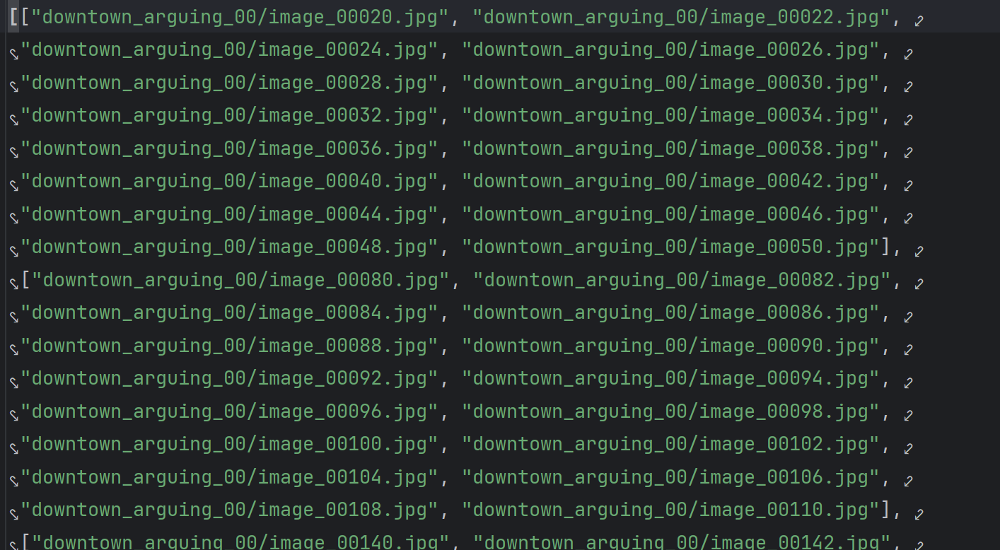 [["downtown_arguing_00/image_00020.jpg", "downtown_arguing_00/image_00022.jpg",
"downtown_arguing_00/image_00024.jpg", "downtown_arguing_00/image_00026.jpg",
"downtown_arguing_00/image_00028.jpg", "downtown_arguing_00/image_00030.jpg",
"downtown_arguing_00/image_00032.jpg", "downtown_arguing_00/image_00034.jpg",
"downtown_arguing_00/image_00036.jpg", "downtown_arguing_00/image_00038.jpg",
"downtown_arguing_00/image_00040.jpg", "downtown_arguing_00/image_00042.jpg",
"downtown_arguing_00/image_00044.jpg", "downtown_arguing_00/image_00046.jpg",
"downtown_arguing_00/image_00048.jpg", "downtown_arguing_00/image_00050.jpg"],
["downtown_arguing_00/image_00080.jpg", "downtown_arguing_00/image_00082.jpg",
"downtown_arguing_00/image_00084.jpg", "downtown_arguing_00/image_00086.jpg",
"downtown_arguing_00/image_00088.jpg", "downtown_arguing_00/image_00090.jpg",
"downtown_arguing_00/image_00092.jpg", "downtown_arguing_00/image_00094.jpg",
"downtown_arguing_00/image_00096.jpg", "downtown_arguing_00/image_00098.jpg",
"downtown_arguing_00/image_00100.jpg", "downtown_arguing_00/image_00102.jpg",
"downtown_arguing_00/image_00104.jpg", "downtown_arguing_00/image_00106.jpg",
"downtown_arguing_00/image_00108.jpg", "downtown_arguing_00/image_00110.jpg"],
["downtown_arguing_00/image_00140.jpg", "downtown_arguing_00/image_00142.jpg",